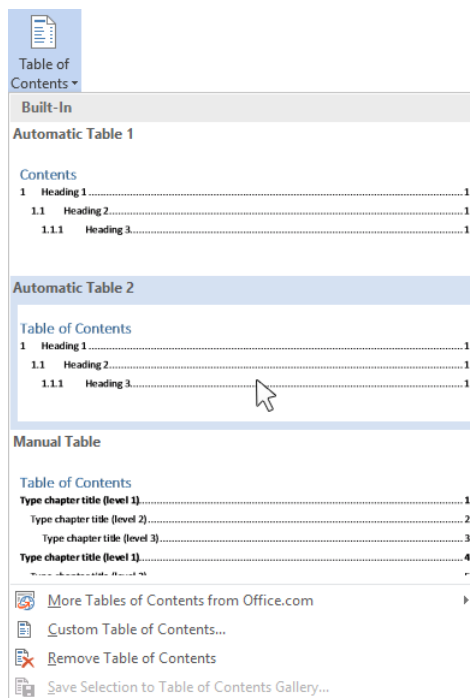 Table of
Contents
Built-In
Automatic Table 1
Contents
1 Heading 1........................................................................................................1
1.1 Heading 2........................................................................................................1
1.1.1 Heading 3........................................................................................................1
Automatic Table 2
Table of Contents
1 Heading 1........................................................................................................1
1.1 Heading 2........................................................................................................1
1.1.1 Heading 3........................................................................................................1
Manual Table
Table of Contents
Type chapter title (level 1)........................................................................................................1
Type chapter title (level 2)........................................................................................................2
Type chapter title (level 3)........................................................................................................3
Type chapter title (level 1)........................................................................................................4
More Tables of Contents from Office.com
Custom Table of Contents...
Remove Table of Contents
Save Selection to Table of Contents Gallery...